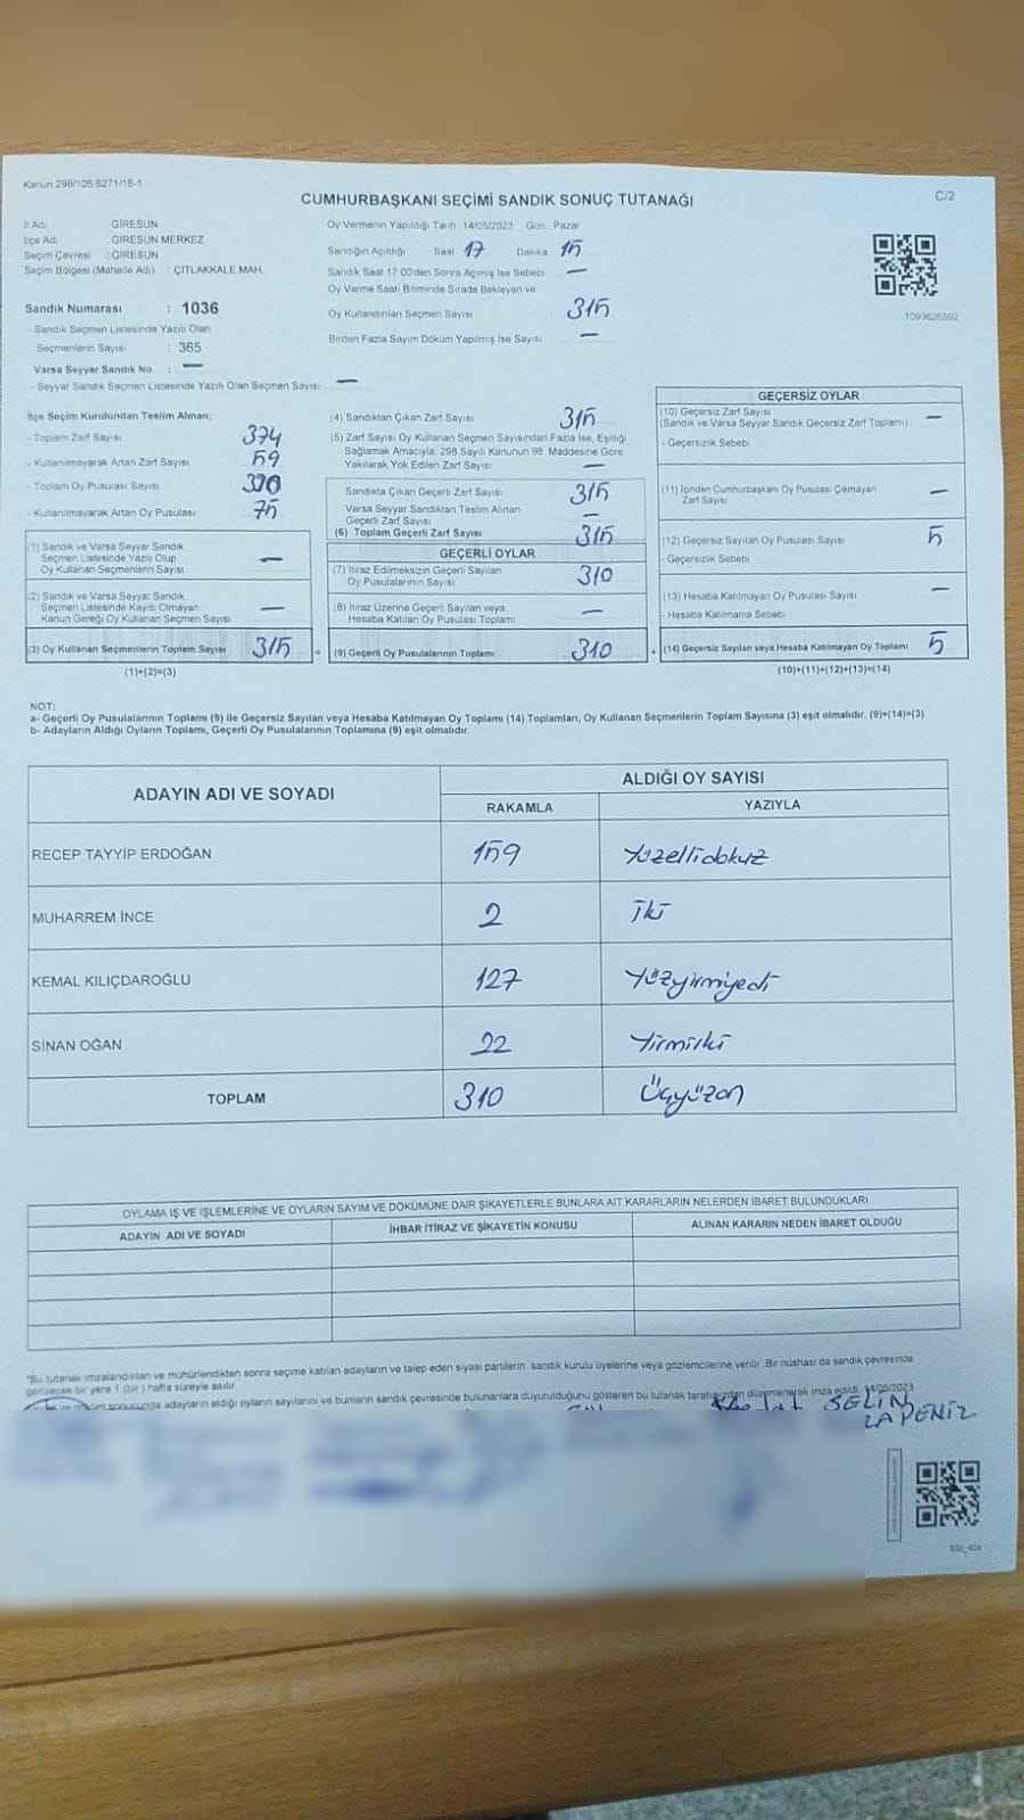 Kanun:298/105 8271/18-1
CUMHURBAŞKANI SEÇİMİ SANDIK SONUÇ TUTANAĞI
C/2
İl Adı GİRESUN
İlçe Adı GİRESUN MERKEZ
Seçim Çevresi : GİRESUN
Seçim Bölgesi (Mahalle Adı) : ÇITLAKKALE MAH.
Oy Vermenin Yapıldığı Tarih : 14/05/2023 Gün : Pazar
Sandığın Açıldığı Saat 17 Dakika 15
Sandık Saat 17:00'den Sonra Açılmış İse Sebebi —
Oy Verme Saati Bitiminde Sırada Bekleyen ve
Oy Kullandırılan Seçmen Sayısı : 315
Birden Fazla Sayım Döküm Yapılmış İse Sayısı —
1093626592
Sandık Numarası : 1036
- Sandık Seçmen Listesinde Yazılı Olan
Seçmenlerin Sayısı : 365
Varsa Seyyar Sandık No : —
- Seyyar Sandık Seçmen Listesinde Yazılı Olan Seçmen Sayısı —
İlçe Seçim Kurulundan Teslim Alınan:
- Toplam Zarf Sayısı 374
- Kullanılmayarak Artan Zarf Sayısı 59
- Toplam Oy Pusulası Sayısı 370
- Kullanılmayarak Artan Oy Pusulası 75
(1) Sandık ve Varsa Seyyar Sandık
Seçmen Listesinde Yazılı Olup
Oy Kullanan Seçmenlerin Sayısı —
(2) Sandık ve Varsa Seyyar Sandık
Seçmen Listesinde Kayıtlı Olmayan
Kanun Gereği Oy Kullanan Seçmen Sayısı —
(3) Oy Kullanan Seçmenlerin Toplam Sayısı 315
(1)+(2)=(3)
(4) Sandıktan Çıkan Zarf Sayısı 315
(5) Zarf Sayısı Oy Kullanan Seçmen Sayısından Fazla İse, Eşitliği
Sağlamak Amacıyla, 298 Sayılı Kanunun 98. Maddesine Göre
Yakılarak Yok Edilen Zarf Sayısı —
Sandıkta Çıkan Geçerli Zarf Sayısı 315
Varsa Seyyar Sandıktan Teslim Alınan
Geçerli Zarf Sayısı —
(6) Toplam Geçerli Zarf Sayısı 315
GEÇERLİ OYLAR
(7) İtiraz Edilmeksizin Geçerli Sayılan
Oy Pusulalarının Sayısı 310
(8) İtiraz Üzerine Geçerli Sayılan veya
Hesaba Katılan Oy Pusulası Toplamı —
= (9) Geçerli Oy Pusulalarının Toplamı 310
GEÇERSİZ OYLAR
(10) Geçersiz Zarf Sayısı
(Sandık ve Varsa Seyyar Sandık Geçersiz Zarf Toplamı) —
- Geçersizlik Sebebi
(11) İçinden Cumhurbaşkanı Oy Pusulası Çıkmayan
Zarf Sayısı —
(12) Geçersiz Sayılan Oy Pusulası Sayısı 5
- Geçersizlik Sebebi
(13) Hesaba Katılmayan Oy Pusulası Sayısı —
- Hesaba Katılmama Sebebi
+ (14) Geçersiz Sayılan veya Hesaba Katılmayan Oy Toplamı 5
(10)+(11)+(12)+(13)=(14)
NOT:
a- Geçerli Oy Pusulalarının Toplamı (9) ile Geçersiz Sayılan veya Hesaba Katılmayan Oy Toplamı (14) Toplamları, Oy Kullanan Seçmenlerin Toplam Sayısına (3) eşit olmalıdır. (9)+(14)=(3)
b- Adayların Aldığı Oyların Toplamı, Geçerli Oy Pusulalarının Toplamına (9) eşit olmalıdır.
ADAYIN ADI VE SOYADI ALDIĞI OY SAYISI
RAKAMLA YAZIYLA
RECEP TAYYİP ERDOĞAN 159 Yüzellidokuz
MUHARREM İNCE 2 İki
KEMAL KILIÇDAROĞLU 127 Yüzyirmiyedi
SİNAN OĞAN 22 Yirmiiki
TOPLAM 310 Üçyüzon
OYLAMA İŞ VE İŞLEMLERİNE VE OYLARIN SAYIM VE DÖKÜMÜNE DAİR ŞİKAYETLERLE BUNLARA AİT KARARLARIN NELERDEN İBARET BULUNDUKLARI
ADAYIN ADI VE SOYADI İHBAR İTİRAZ VE ŞİKAYETİN KONUSU ALINAN KARARIN NEDEN İBARET OLDUĞU
"Bu tutanak imzalandıktan ve mühürlendikten sonra seçime katılan adayların ve talep eden siyasi partilerin sandık kurulu üyelerine veya gözlemcilerine verilir. Bir nüshası da sandık çevresinde
görülecek bir yere 1 (bir) hafta süreyle asılır.
sonucunda adayların aldığı oyların sayılarını ve bunların sandık çevresinde bulunanlara duyurulduğunu gösteren bu tutanak tarafımızdan düzenlenerek imza edildi. 14/05/2023
SELİN